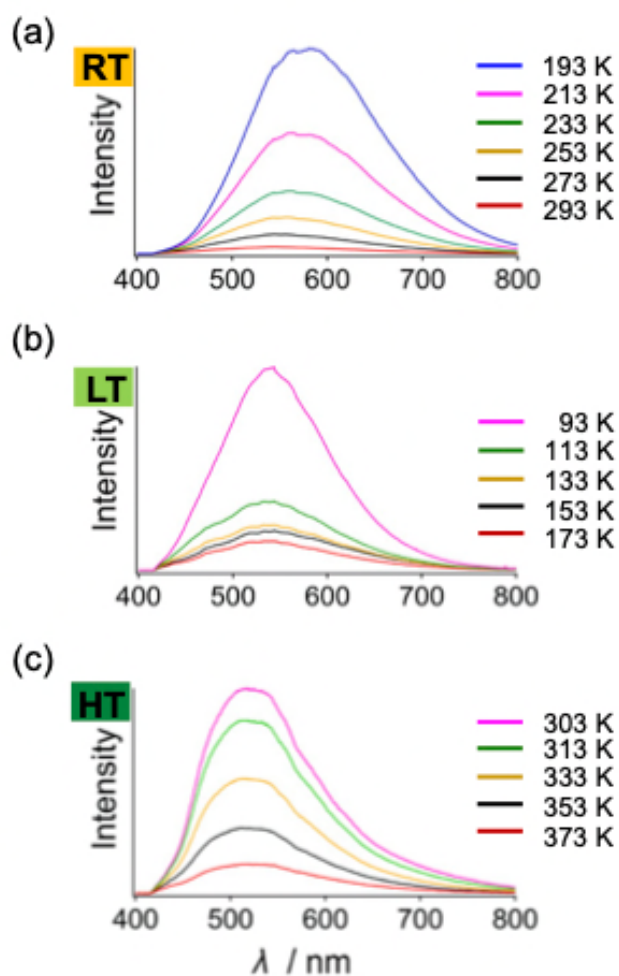 (a)
RT
Intensity
193 K
213 K
233 K
253 K
273 K
293 K
400 500 600 700 800
(b)
LT
Intensity
93 K
113 K
133 K
153 K
173 K
400 500 600 700 800
(c)
HT
Intensity
303 K
313 K
333 K
353 K
373 K
400 500 600 700 800
λ / nm